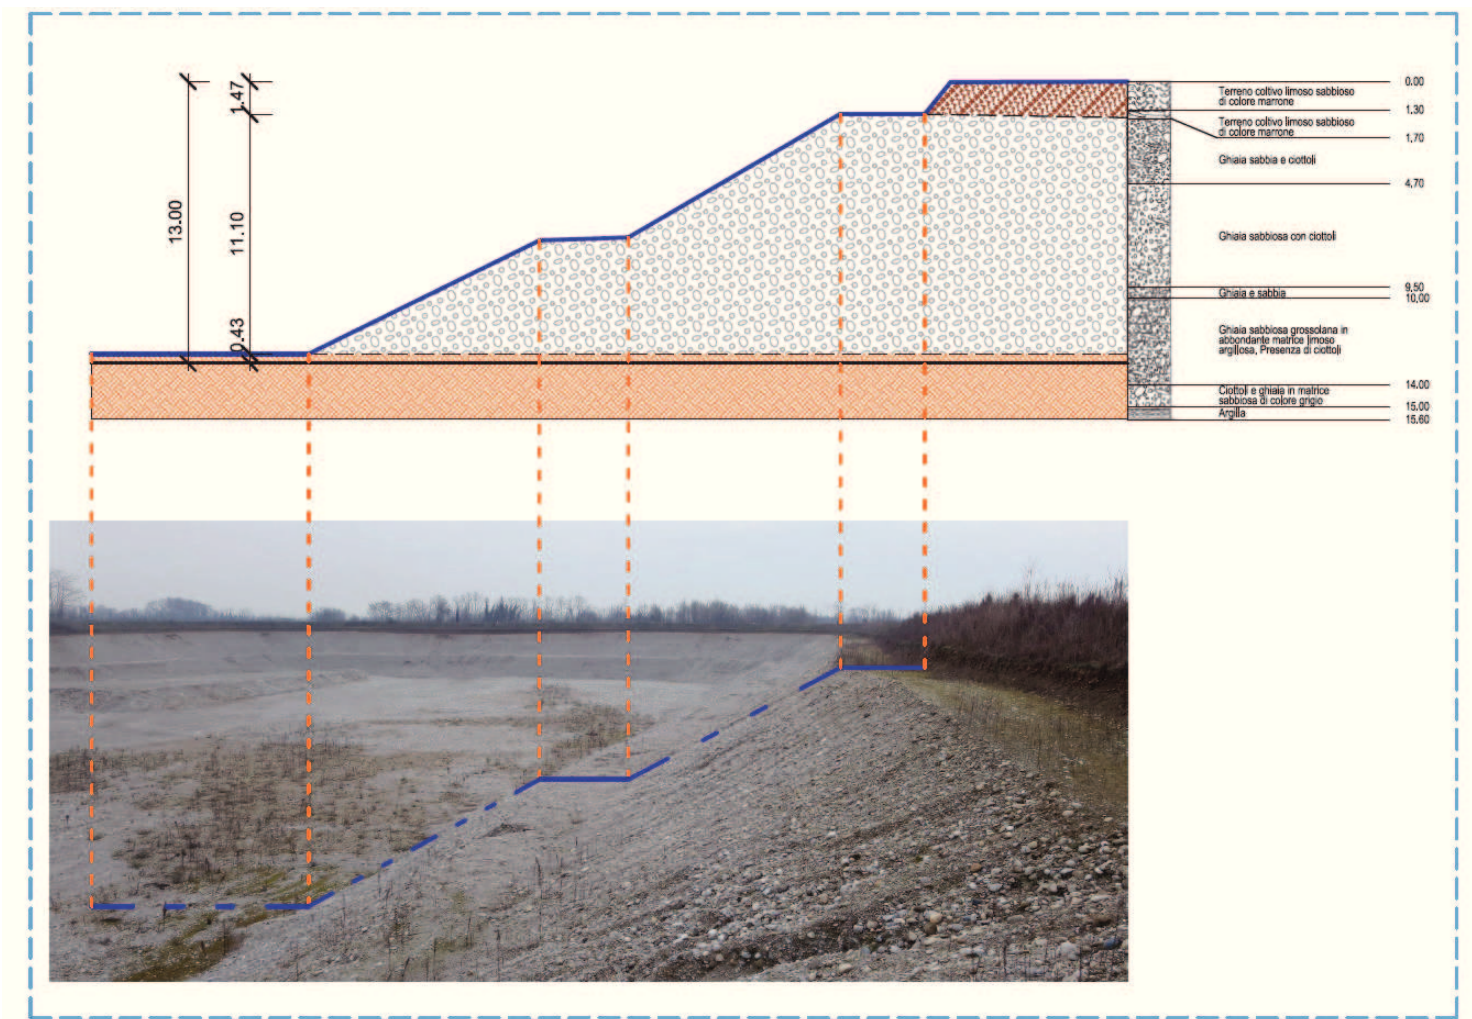 13.00
1.47
11.10
0.43
0.00
Terreno coltivo limoso sabbioso
di colore marrone
1,30
Terreno coltivo limoso sabbioso
di colore marrone
1,70
Ghiaia sabbia e ciottoli
4,70
Ghiaia sabbiosa con ciottoli
9,50
Ghiaia e sabbia
10,00
Ghiaia sabbiosa grossolana in
abbondante matrice limoso
argillosa, Presenza di ciottoli
14.00
Ciottoli e ghiaia in matrice
sabbiosa di colore grigio
15,00
Argilla
15,60